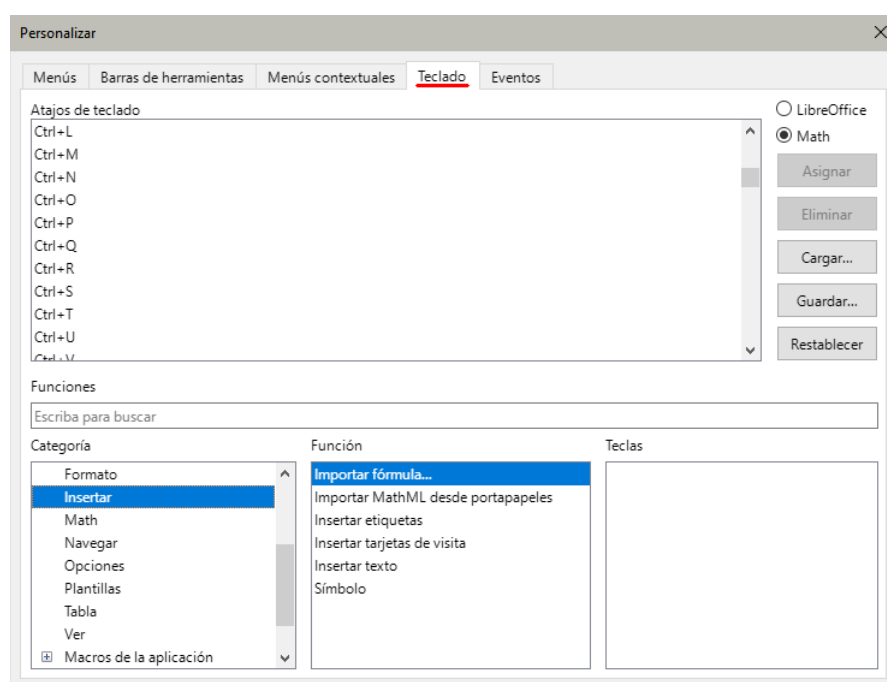 Personalizar
Menús Barras de herramientas Menús contextuales Teclado Eventos
Atajos de teclado
Ctrl+L
Ctrl+M
Ctrl+N
Ctrl+O
Ctrl+P
Ctrl+Q
Ctrl+R
Ctrl+S
Ctrl+T
Ctrl+U
Ctrl+V
LibreOffice
Math
Asignar
Eliminar
Cargar...
Guardar...
Restablecer
Funciones
Escriba para buscar
Categoría
Formato
Insertar
Math
Navegar
Opciones
Plantillas
Tabla
Ver
Macros de la aplicación
Función
Importar fórmula...
Importar MathML desde portapapeles
Insertar etiquetas
Insertar tarjetas de visita
Insertar texto
Símbolo
Teclas